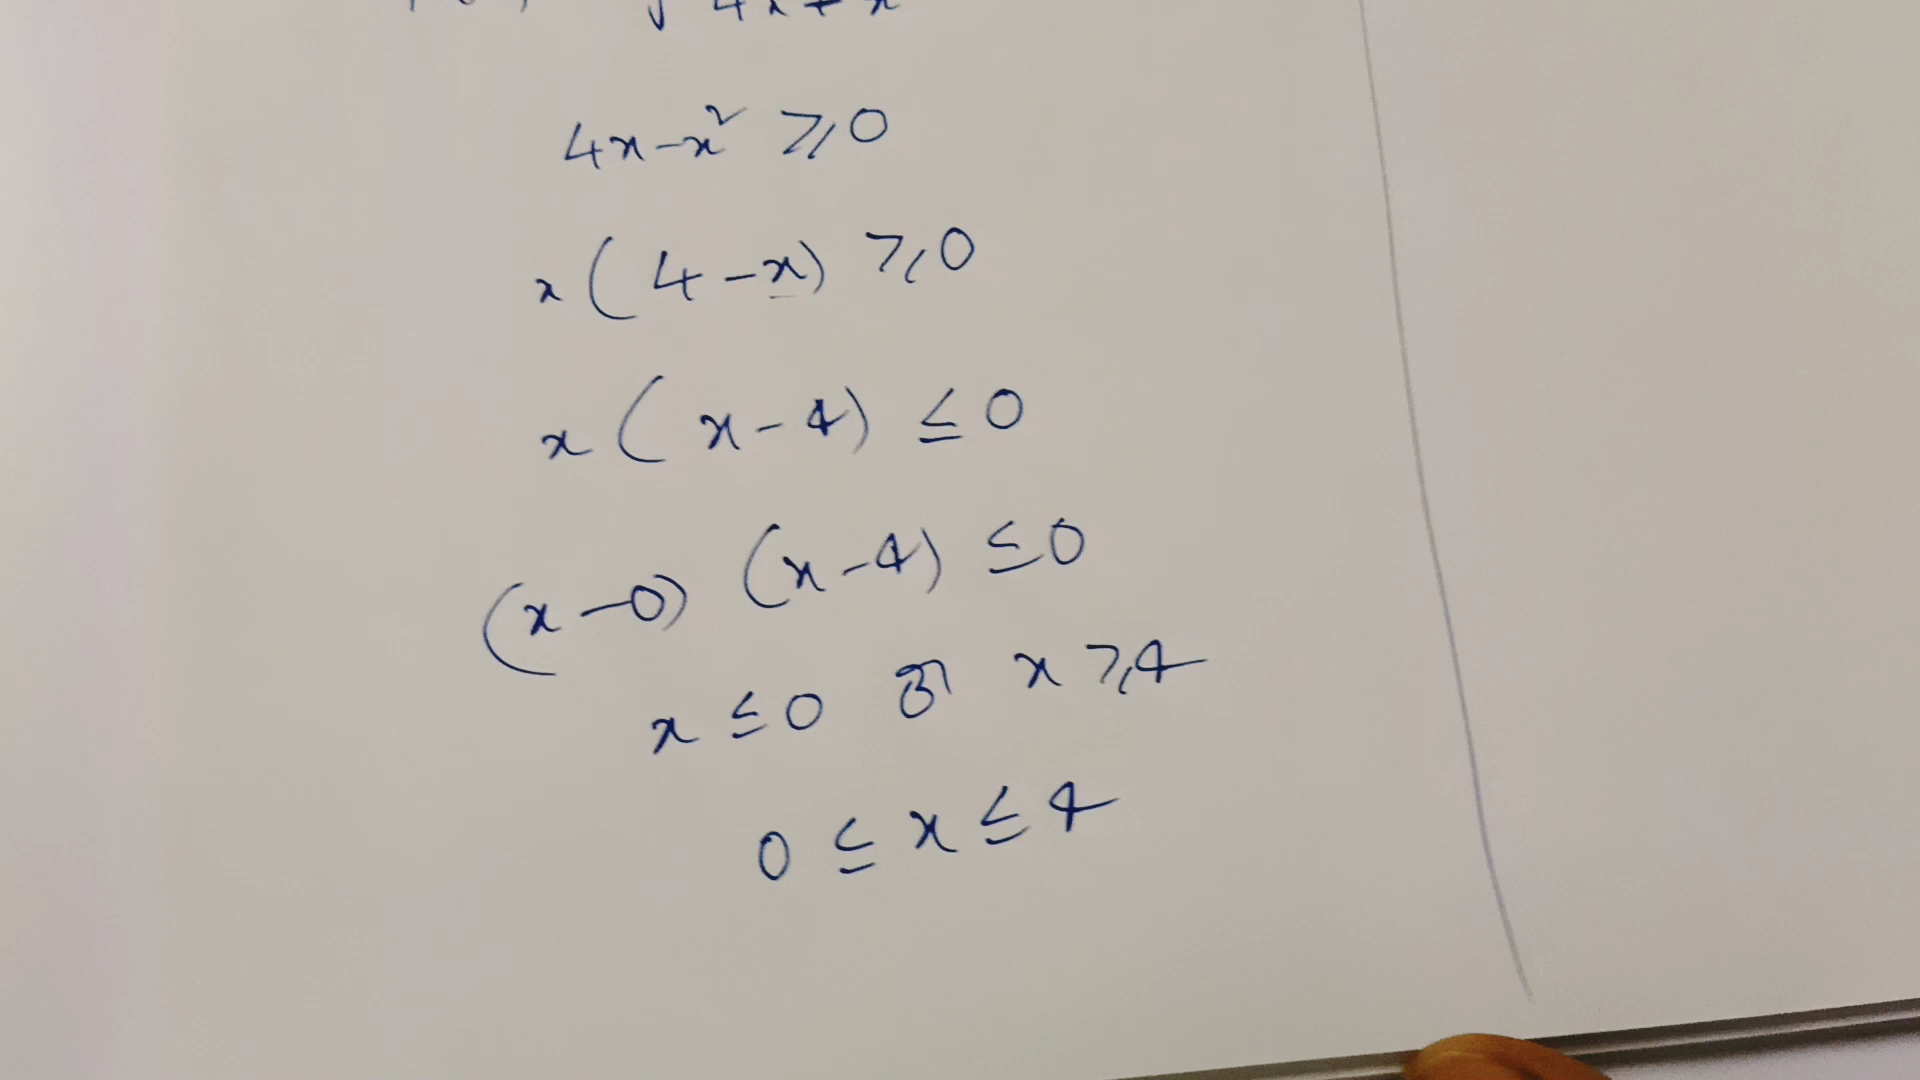 4x-x² ≥0
x(4-x) ≥0
x(x-4) ≤0
(x-0) (x-4) ≤0
x ≤0 or x ≥4
0 ≤ x ≤ 4